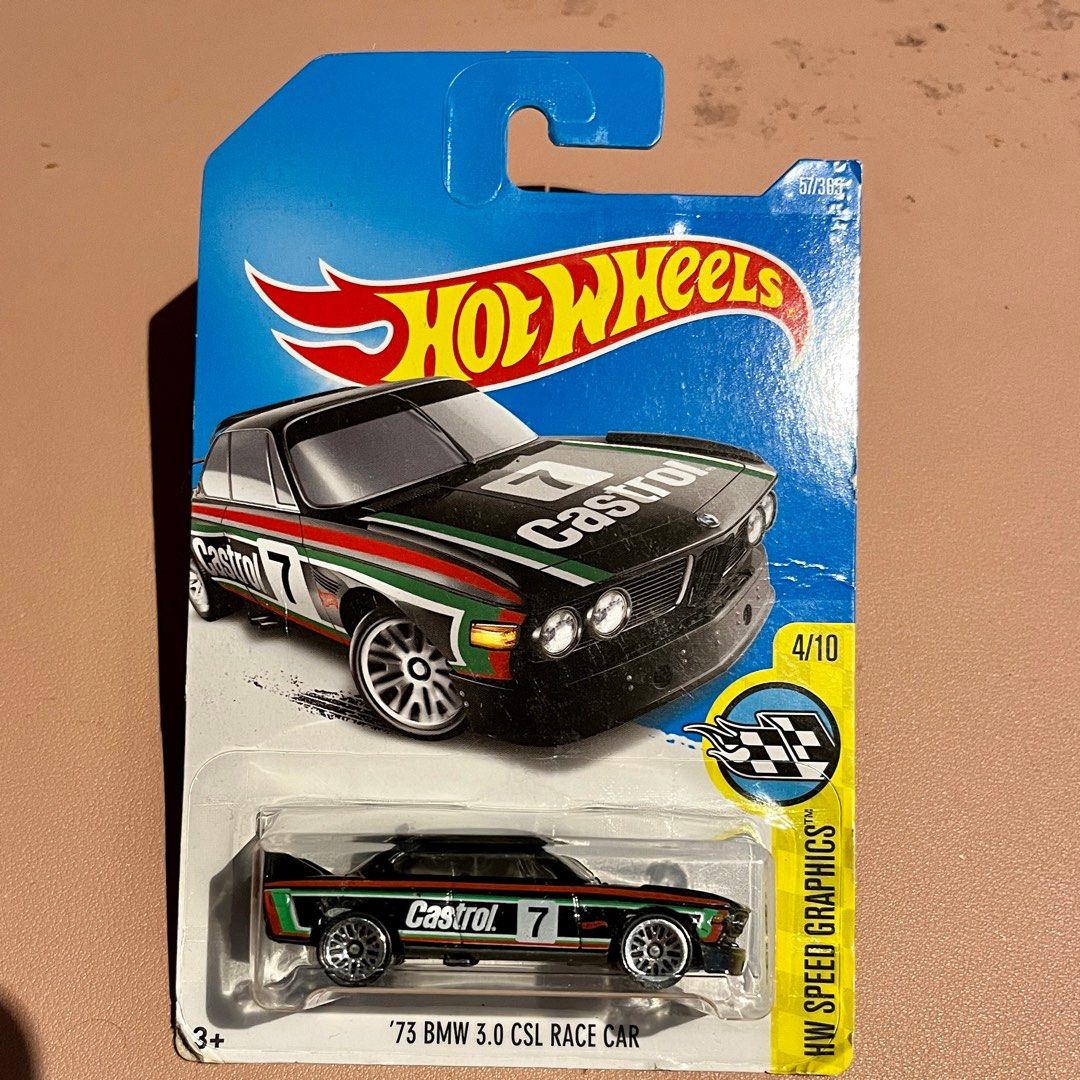 57/365
HOT WHEELS
7
Castrol
Castrol 7
4/10
HW SPEED GRAPHICS™
Castrol 7
'73 BMW 3.0 CSL RACE CAR
3+